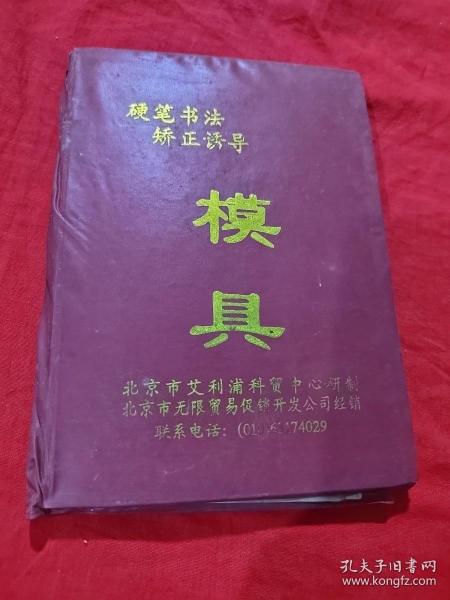 硬笔书法
矫正诱导
模
具
北京市艾利浦科贸中心研制
北京市无限贸易促销开发公司经销
联系电话：(010)
孔夫子旧书网
www.kongfz.com